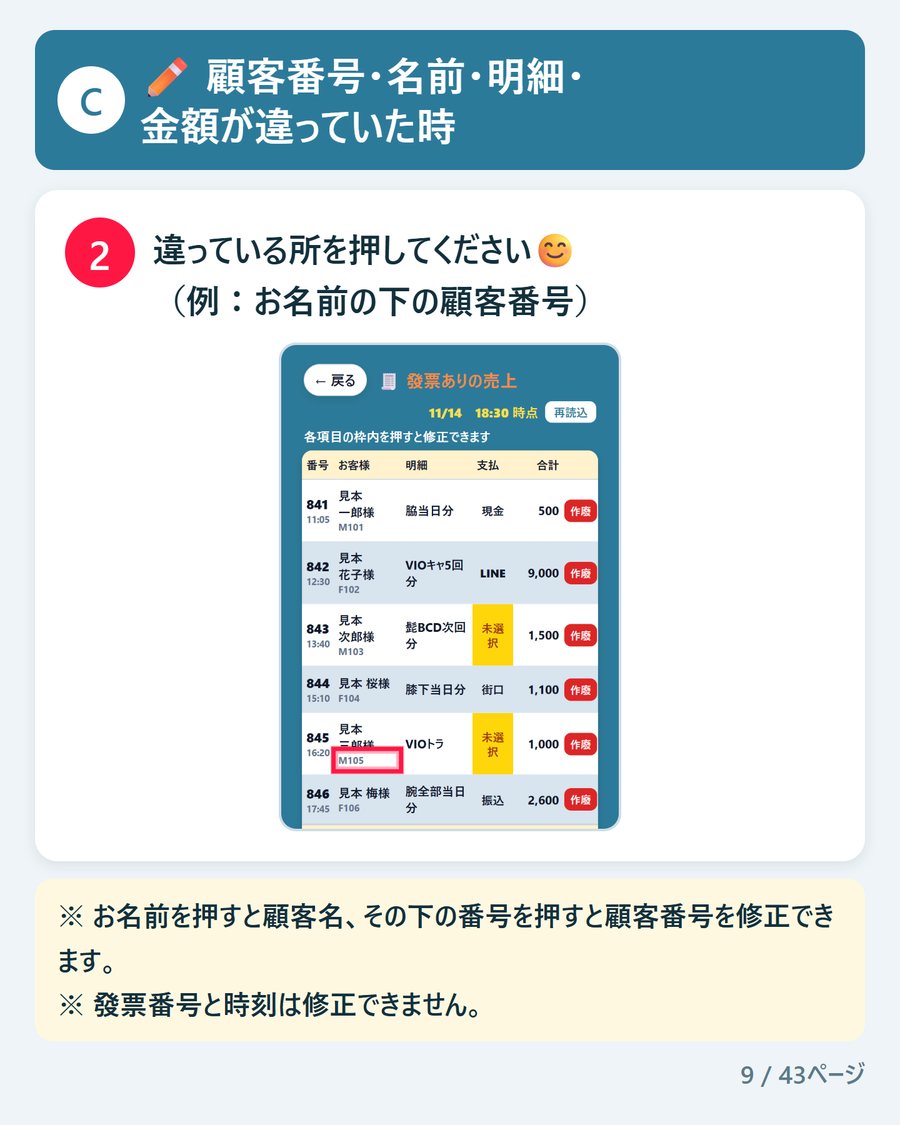 C
顧客番号・名前・明細・
金額が違っていた時
2
違っている所を押してください
（例：お名前の下の顧客番号）
← 戻る
發票ありの売上
11/14 18:30 時点 再読込
各項目の枠内を押すと修正できます
番号 お客様 明細 支払 合計
841 11:05 見本 一郎様 M101 脇当日分 現金 500 作廢
842 12:30 見本 花子様 F102 VIOキャ5回分 LINE 9,000 作廢
843 13:40 見本 次郎様 M103 髭BCD次回分 未選択 1,500 作廢
844 15:10 見本 桜様 F104 膝下当日分 街口 1,100 作廢
845 16:20 見本 三郎様 M105 VIOトラ 未選択 1,000 作廢
846 17:45 見本 梅様 F106 腕全部当日分 振込 2,600 作廢
※ お名前を押すと顧客名、その下の番号を押すと顧客番号を修正でき
ます。
※ 發票番号と時刻は修正できません。
9 / 43ページ